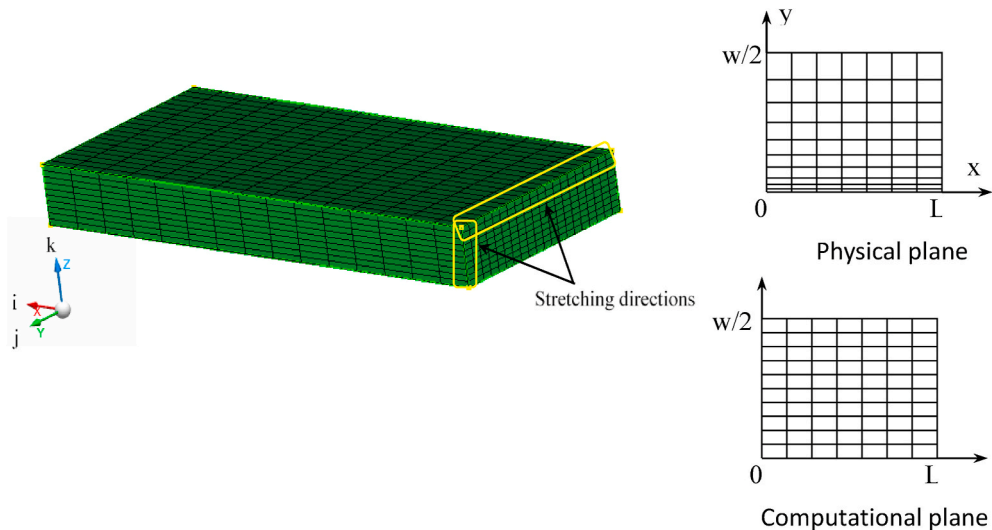 y
w/2
x
0
L
Physical plane
k
z
i
X
j
Y
Stretching directions
w/2
0
L
Computational plane